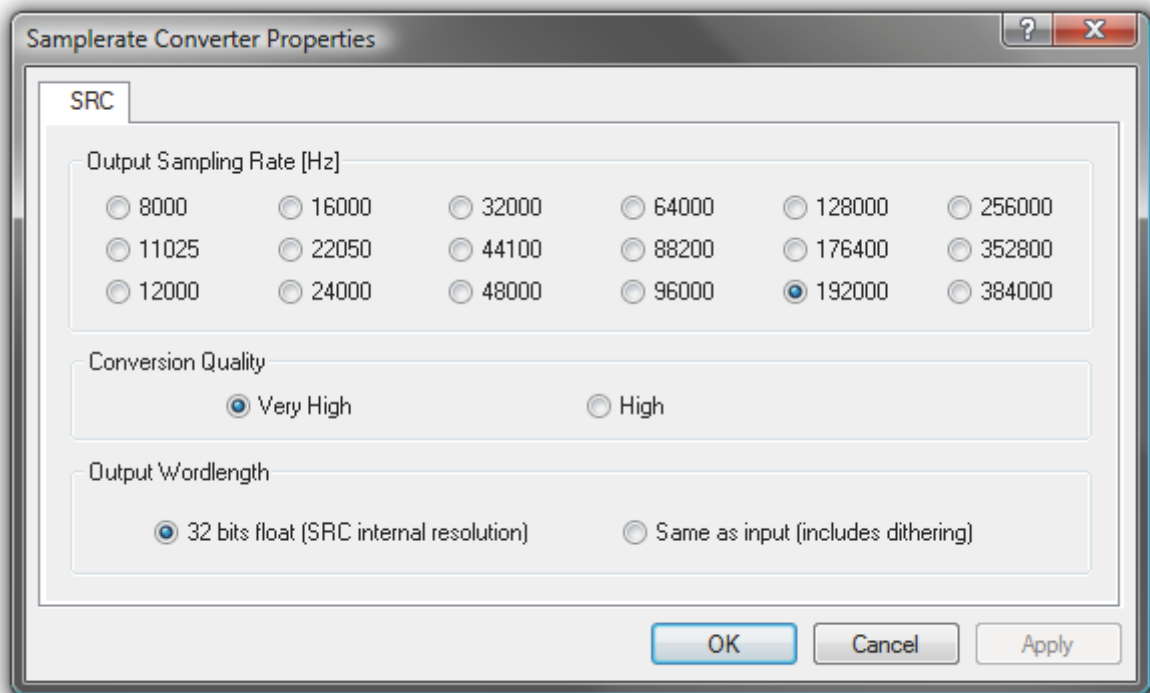 Samplerate Converter Properties
?
SRC
Output Sampling Rate [Hz]
8000 16000 32000 64000 128000 256000
11025 22050 44100 88200 176400 352800
12000 24000 48000 96000 192000 384000
Conversion Quality
Very High High
Output Wordlength
32 bits float (SRC internal resolution) Same as input (includes dithering)
OK Cancel Apply